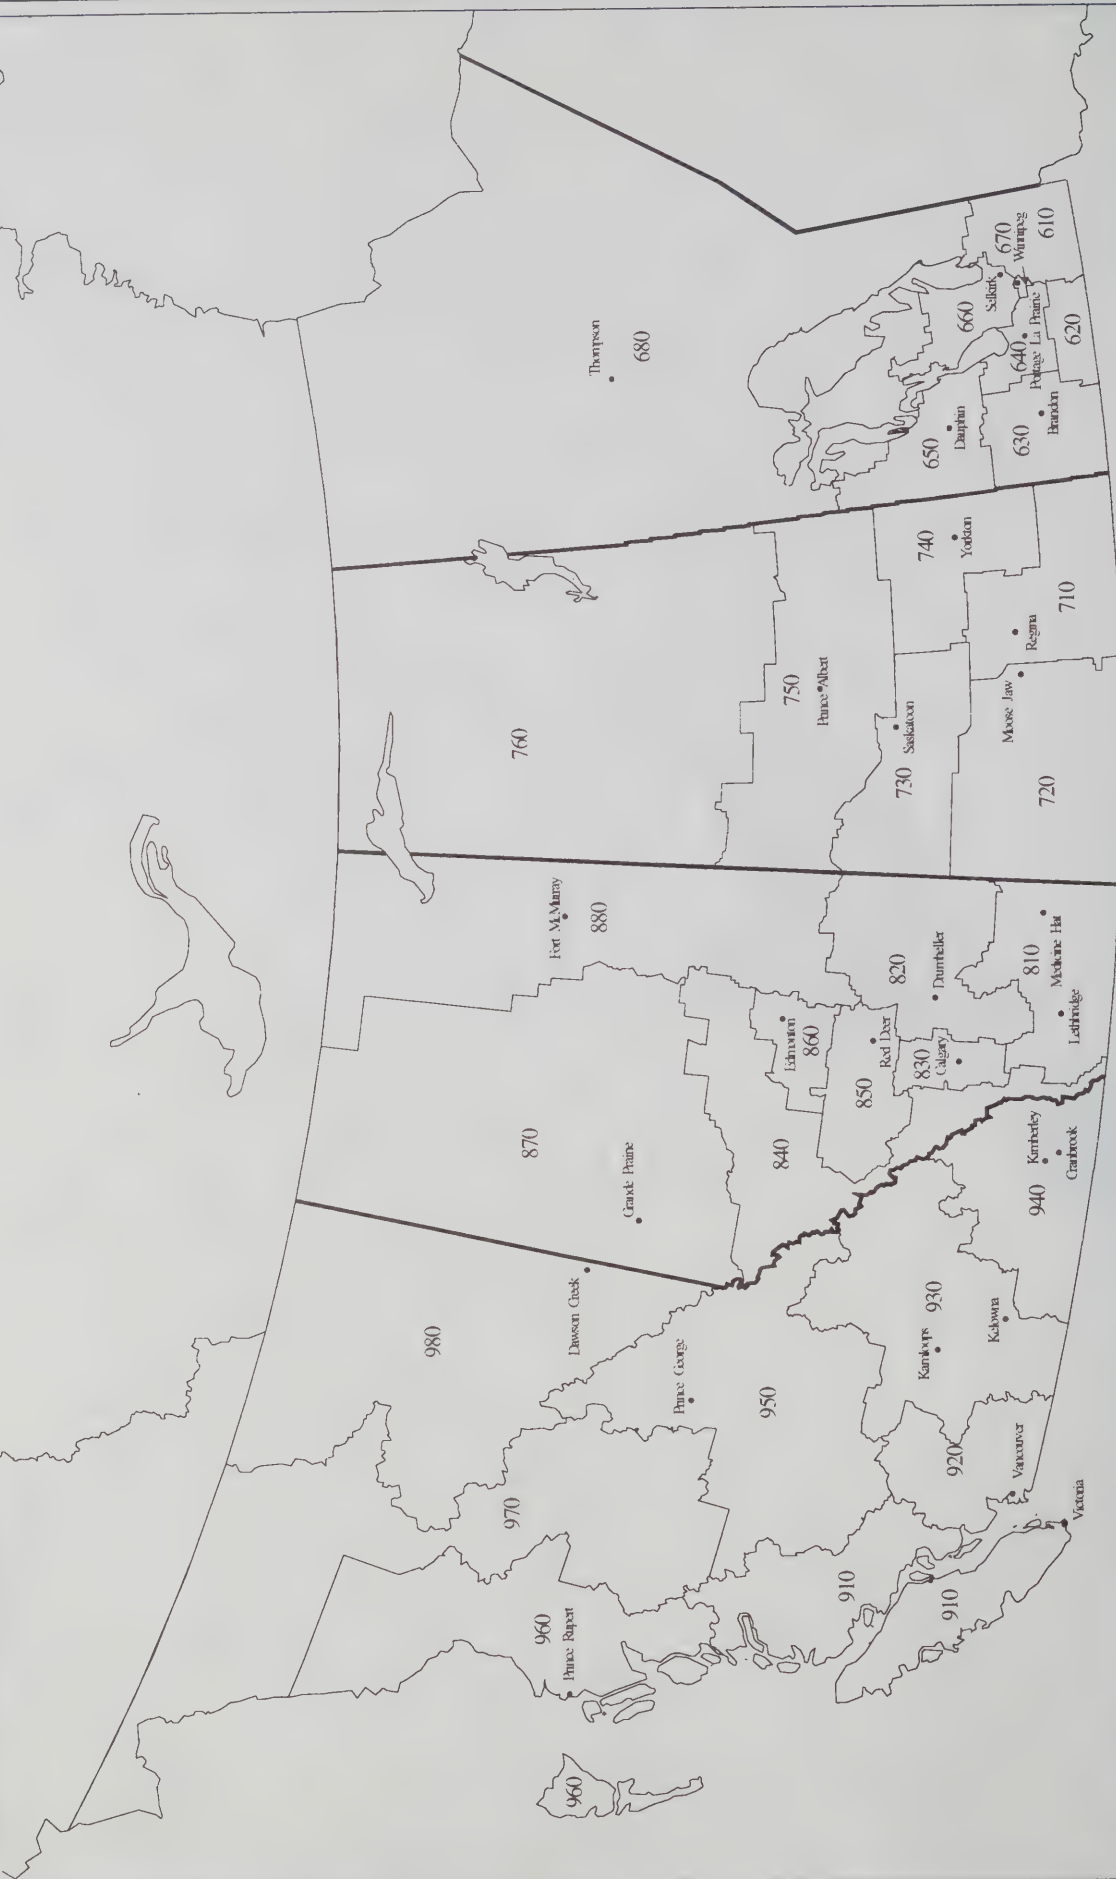 980
970
960
Prince Rupert
960
Dawson Creek
Prince George
950
910
910
920
Vancouver
Victoria
930
Kamloops
Kelowna
940
Kimberley
Cranbrook
870
Grande Prairie
880
Fort McMurray
840
860
Edmonton
850
Red Deer
830
Calgary
820
Drumheller
810
Medicine Hat
Lethbridge
760
750
Prince Albert
730
Saskatoon
740
Yorkton
720
Moose Jaw
710
Regina
680
Thompson
650
Dauphin
660
Selkirk
670
Winnipeg
610
640
Portage La Prairie
620
630
Brandon